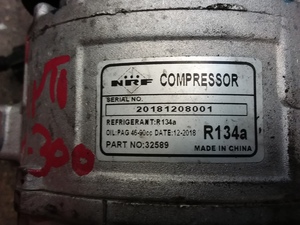 NRF COMPRESSOR
SERIAL NO.
20181208001
REFRIGERANT:R134a
OIL:PAG 46-90cc DATE:12-2018 R134a
PART NO:32589 MADE IN CHINA
300